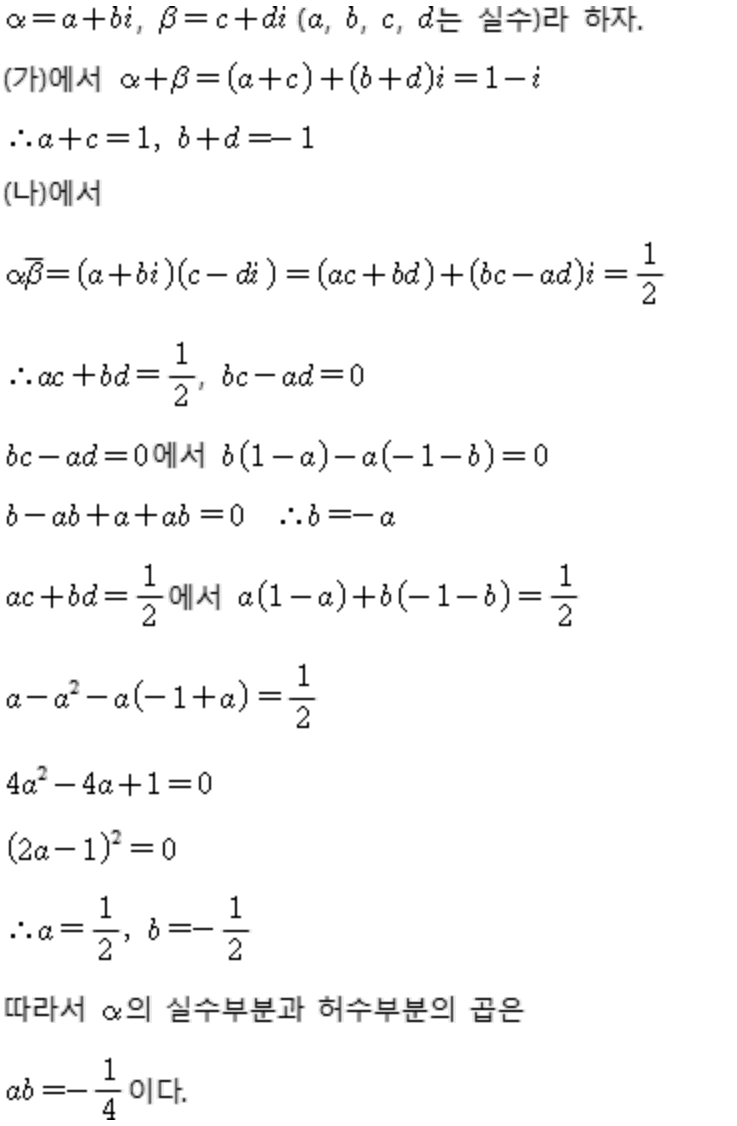 α=a+bi, β=c+di (a, b, c, d는 실수)라 하자.
(가)에서 α+β=(a+c)+(b+d)i=1-i
∴a+c=1, b+d=-1
(나)에서
αβ̅=(a+bi)(c-di)=(ac+bd)+(bc-ad)i=1/2
∴ac+bd=1/2, bc-ad=0
bc-ad=0에서 b(1-a)-a(-1-b)=0
b-ab+a+ab=0 ∴b=-a
ac+bd=1/2에서 a(1-a)+b(-1-b)=1/2
a-a²-a(-1+a)=1/2
4a²-4a+1=0
(2a-1)²=0
∴a=1/2, b=-1/2
따라서 α의 실수부분과 허수부분의 곱은
ab=-1/4이다.